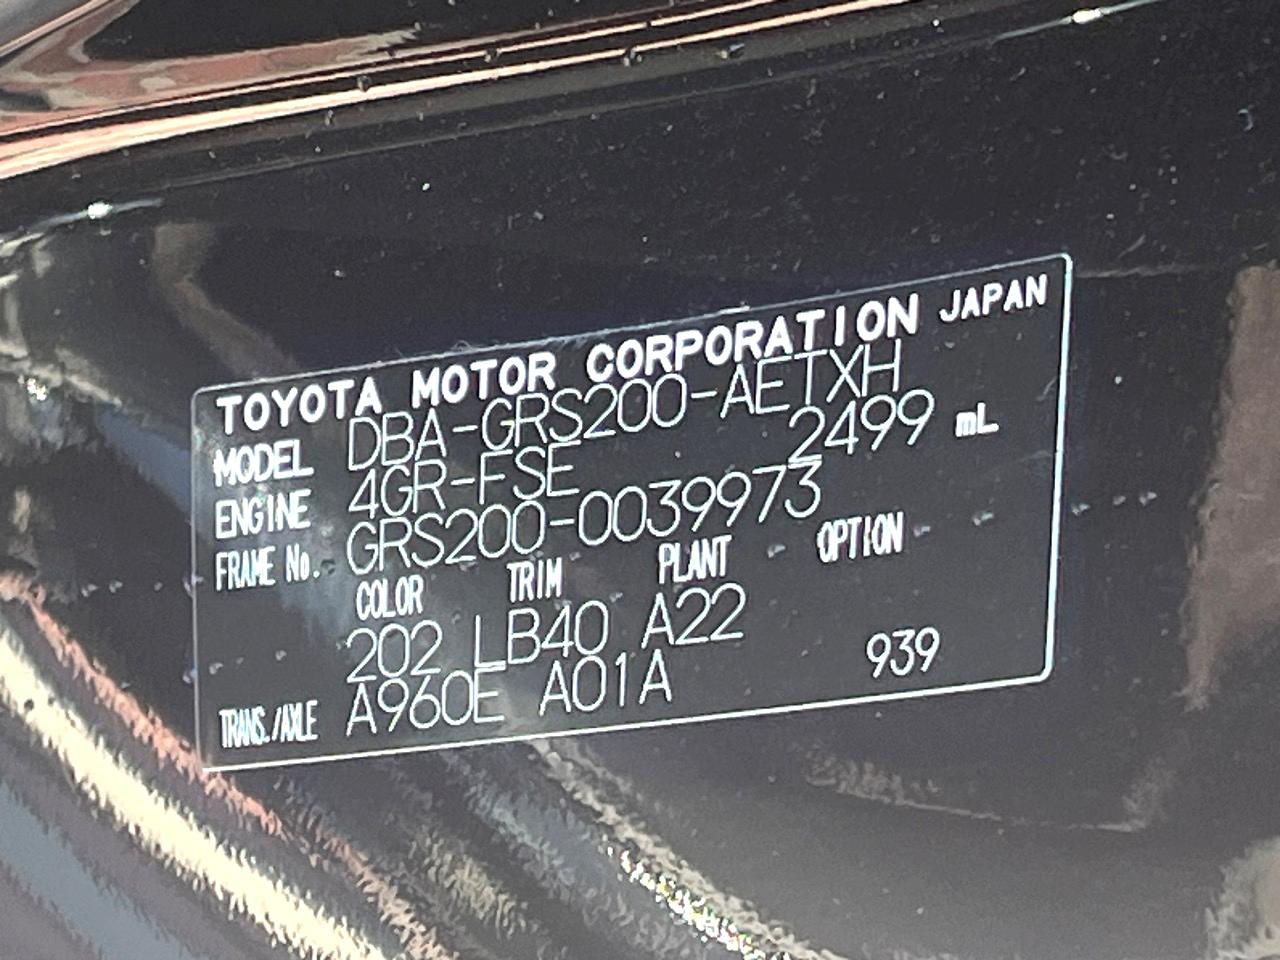 TOYOTA MOTOR CORPORATION JAPAN
MODEL DBA-GRS200-AETXH
ENGINE 4GR-FSE 2499 mL
FRAME No. GRS200-0039973
COLOR TRIM PLANT OPTION
202 LB40 A22
TRANS./AXLE A960E A01A 939